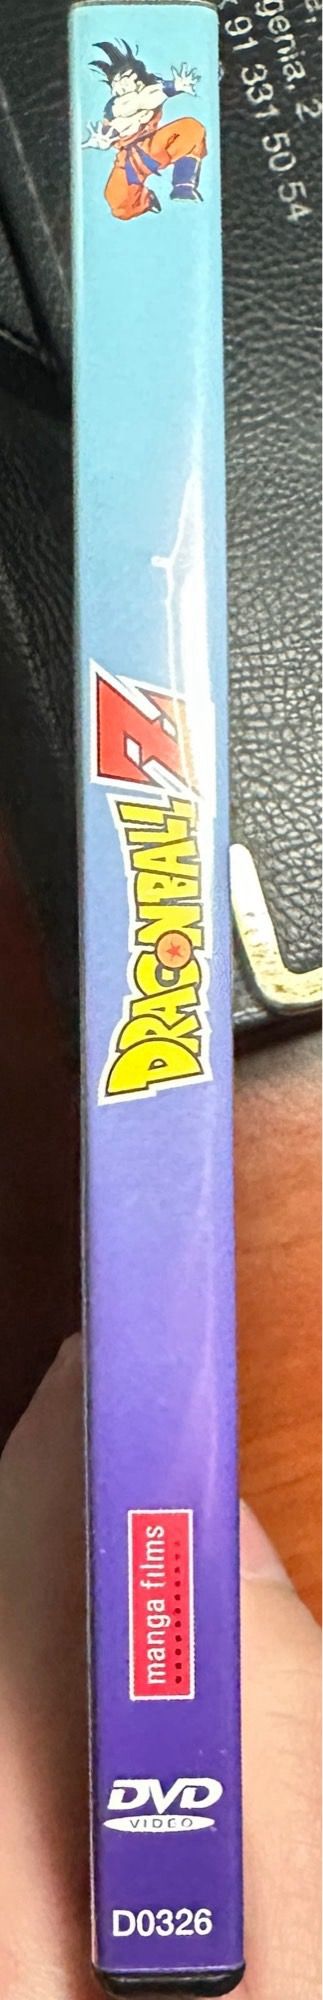 genia, 2
91 331 50 54
DRAGONBALL Z
manga films
DVD
VIDEO
D0326